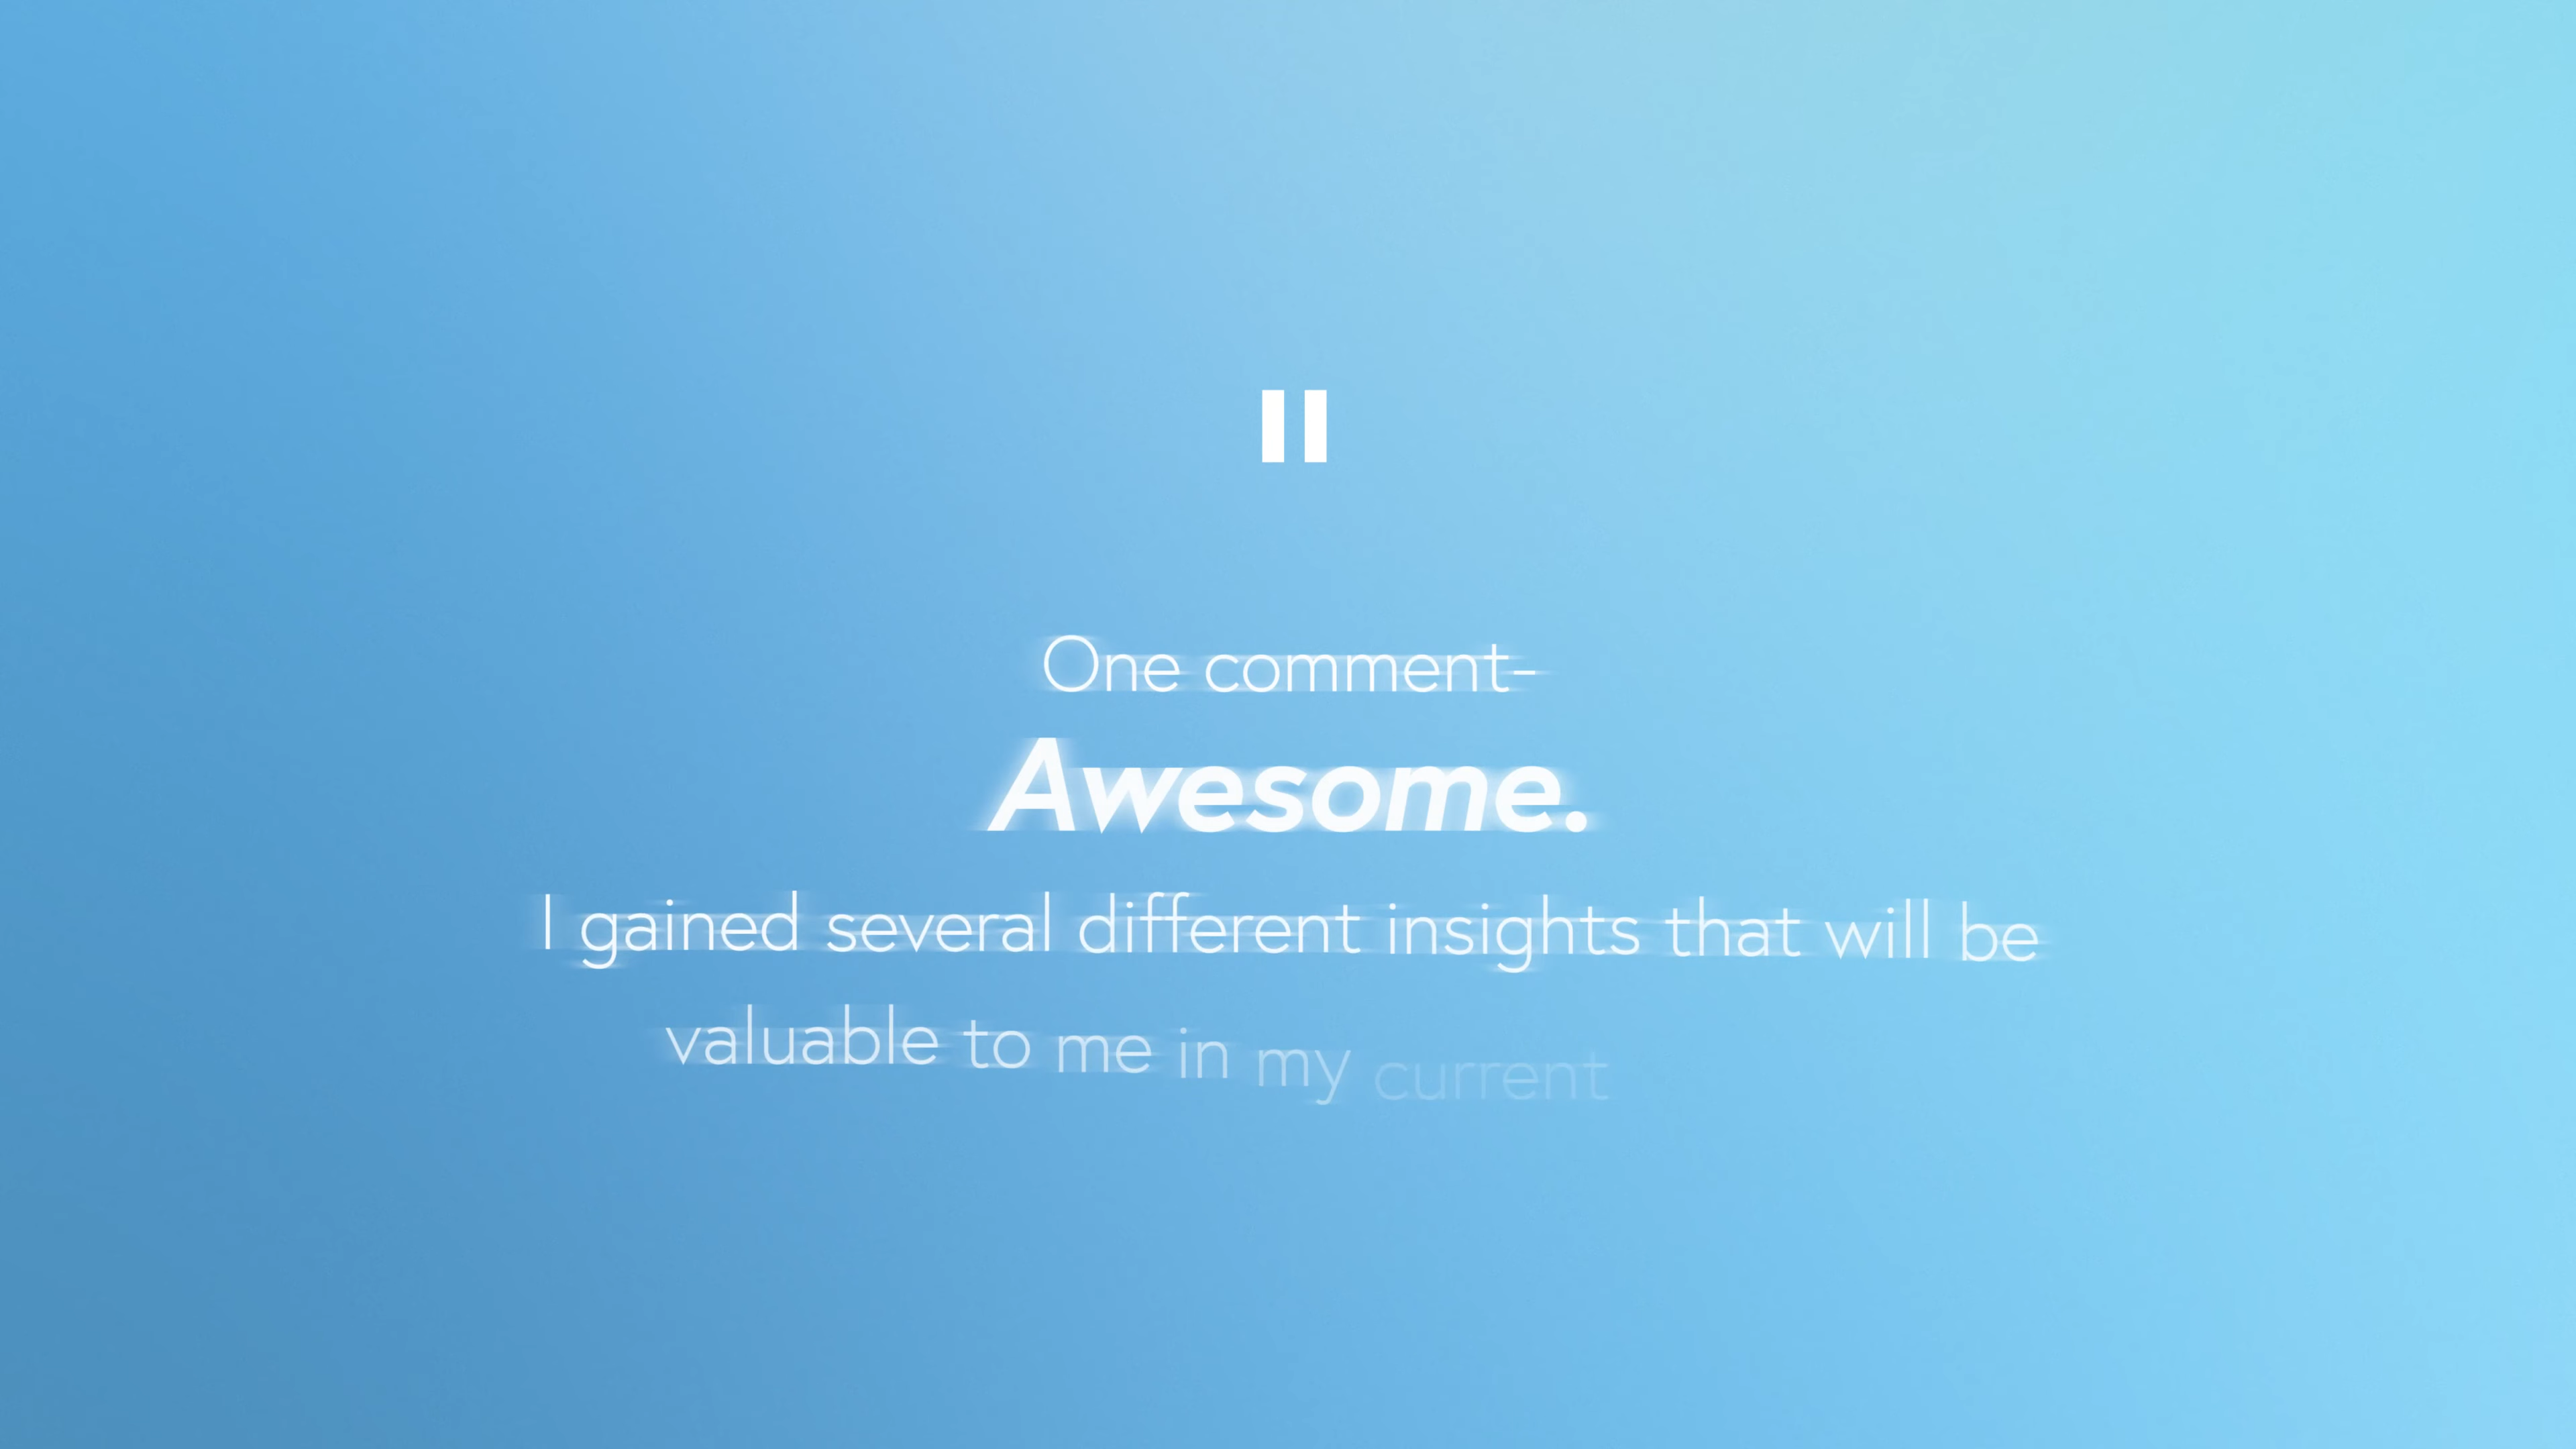 "
One comment-
Awesome.
I gained several different insights that will be
valuable to me in my current